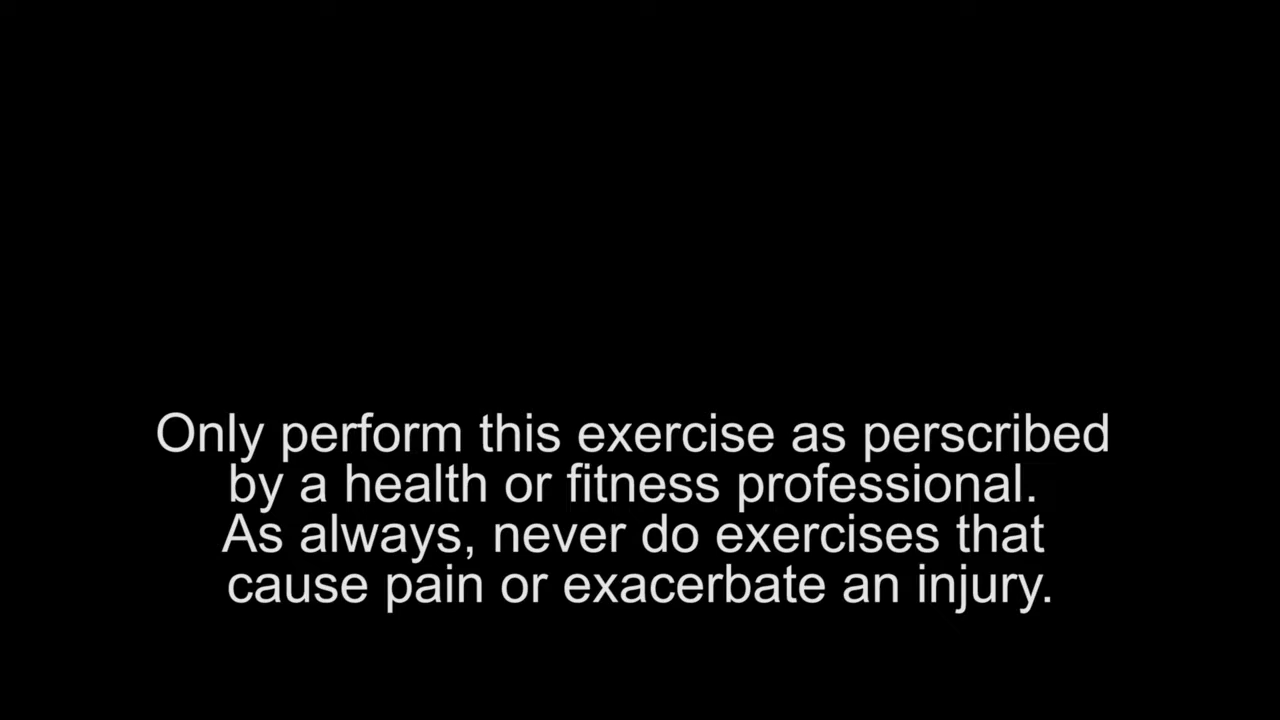 Only perform this exercise as perscribed
by a health or fitness professional.
As always, never do exercises that
cause pain or exacerbate an injury.